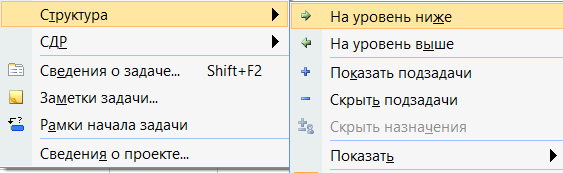 Структура
СДР
Сведения о задаче... Shift+F2
Заметки задачи...
Рамки начала задачи
Сведения о проекте...
На уровень ниже
На уровень выше
Показать подзадачи
Скрыть подзадачи
Скрыть назначения
Показать